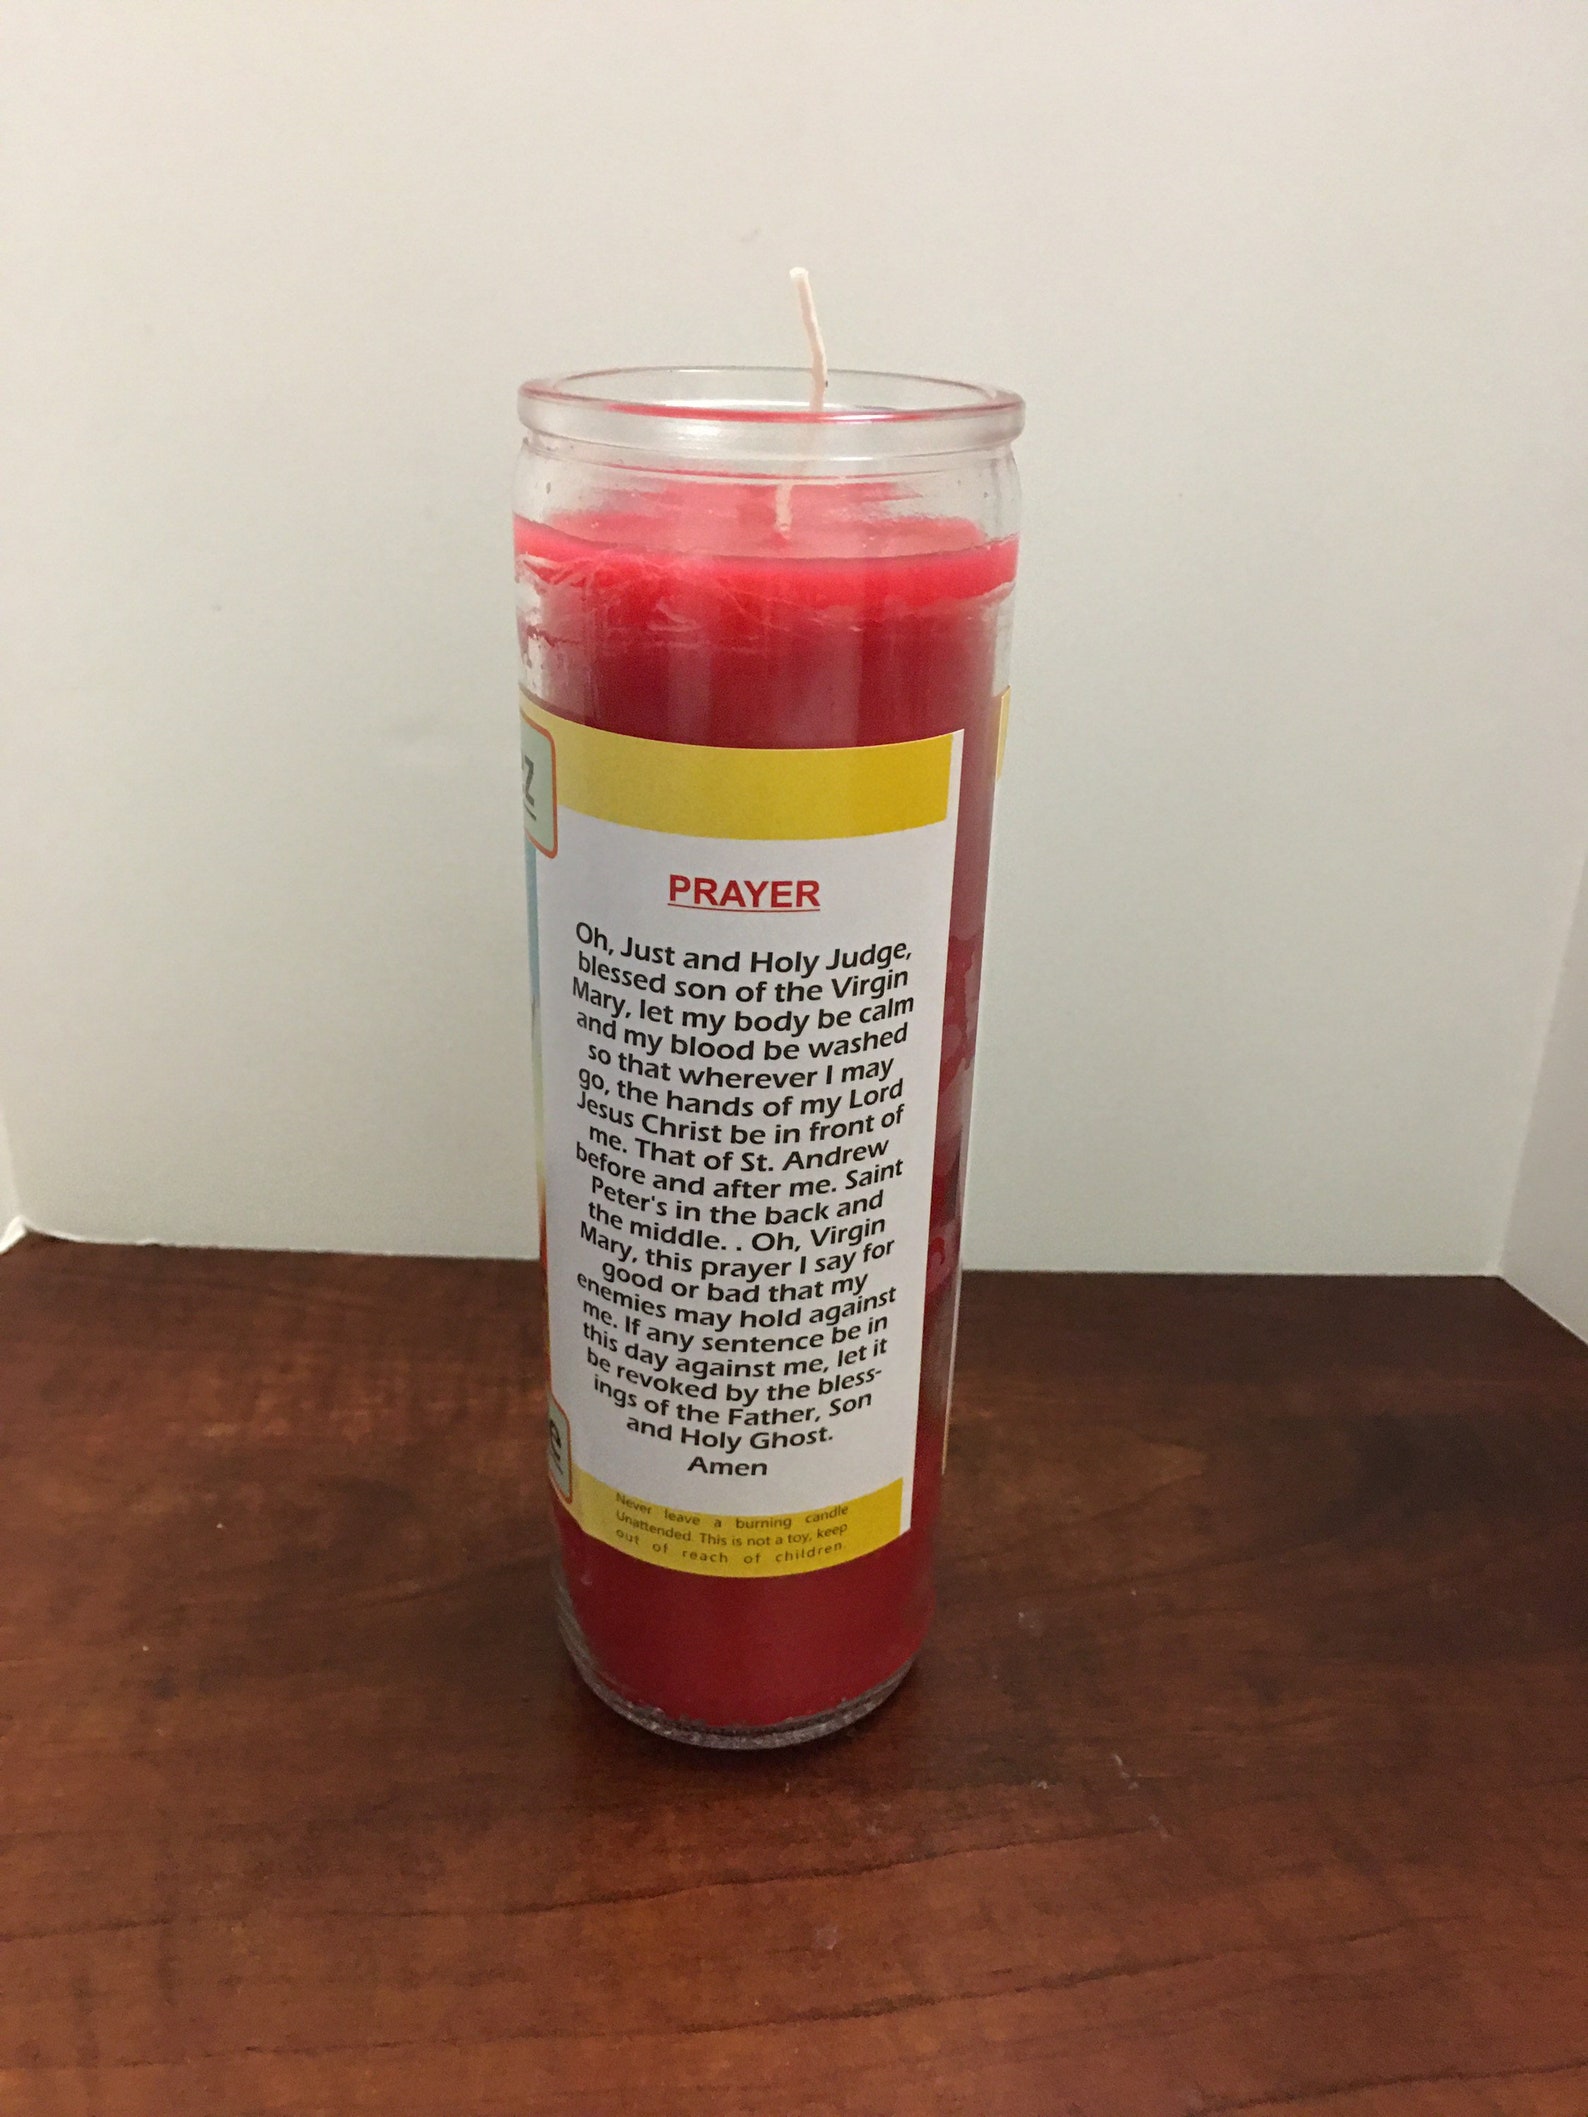 z
PRAYER
Oh, Just and Holy Judge,
blessed son of the Virgin
Mary, let my body be calm
and my blood be washed
so that wherever I may
go, the hands of my Lord
Jesus Christ be in front of
me. That of St. Andrew
before and after me. Saint
Peter's in the back and
the middle. . Oh, Virgin
Mary, this prayer I say for
good or bad that my
enemies may hold against
me. If any sentence be in
this day against me, let it
be revoked by the bless-
ings of the Father, Son
and Holy Ghost.
Amen
e
Never leave a burning candle
Unattended. This is not a toy, keep
out of reach of children.